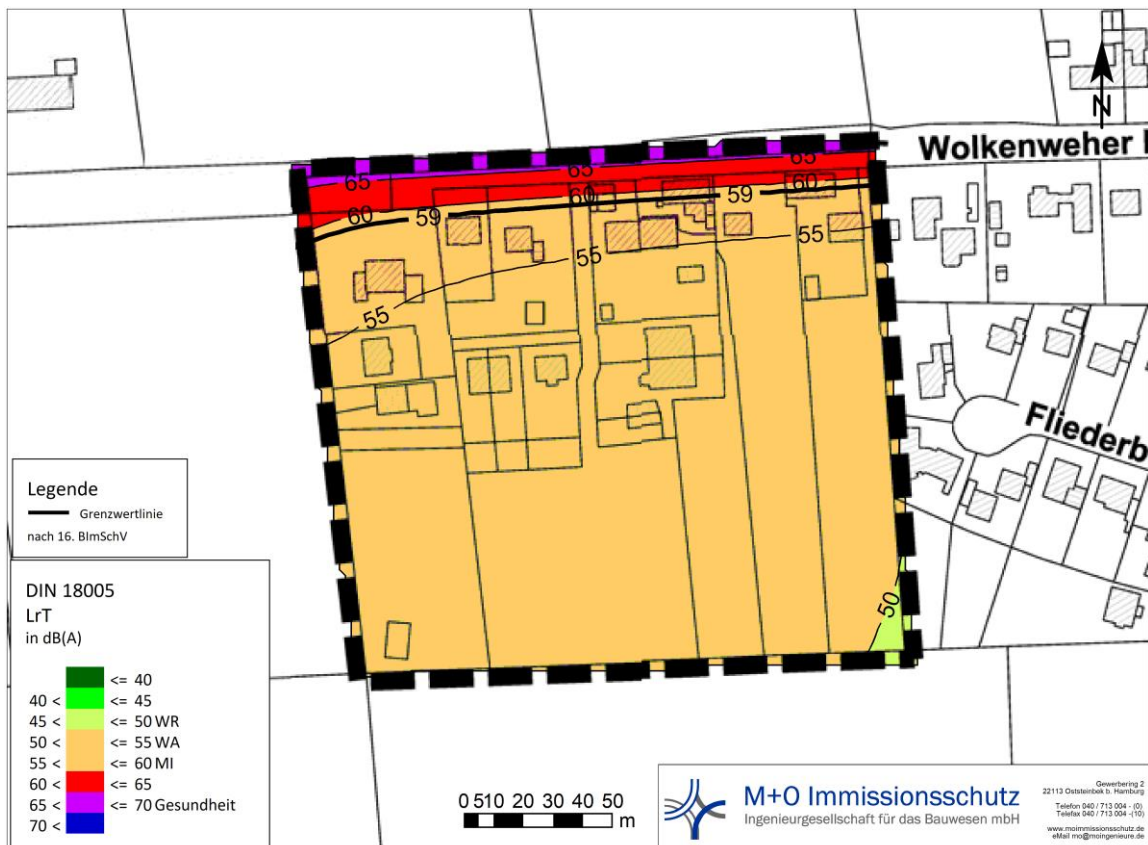 N
Wolkenweher
65
65
65
60
60
60
59
59
55
55
55
Fliederb
50
Legende
Grenzwertlinie
nach 16. BImSchV
DIN 18005
LrT
in dB(A)
<= 40
40 < <= 45
45 < <= 50 WR
50 < <= 55 WA
55 < <= 60 MI
60 < <= 65
65 < <= 70 Gesundheit
70 <
0 5 10 20 30 40 50
m
M+O Immissionsschutz
Ingenieurgesellschaft für das Bauwesen mbH
Gewerbering 2
22113 Oststeinbek b. Hamburg
Telefon 040 / 713 004 - (0)
Telefax 040 / 713 004 -(10)
www.moimmissionsschutz.de
eMail mo@moingenieure.de